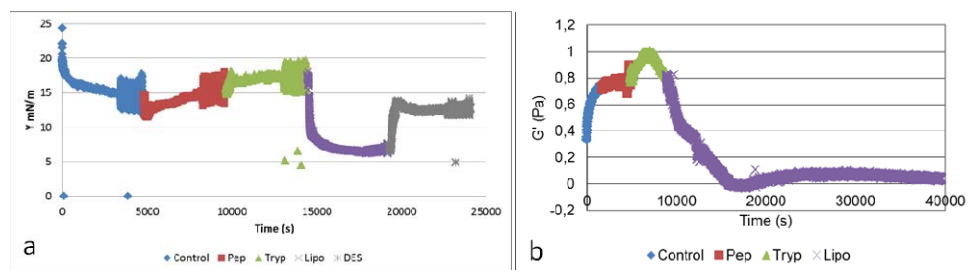 Y mN/m
25
20
15
10
5
0
0 5000 10000 15000 20000 25000
Time (s)
Control Pep Tryp Lipo DES
a
G' (Pa)
1,2
1
0,8
0,6
0,4
0,2
0
-0,2
0 10000 20000 30000 40000
Time (s)
Control Pep Tryp Lipo
b